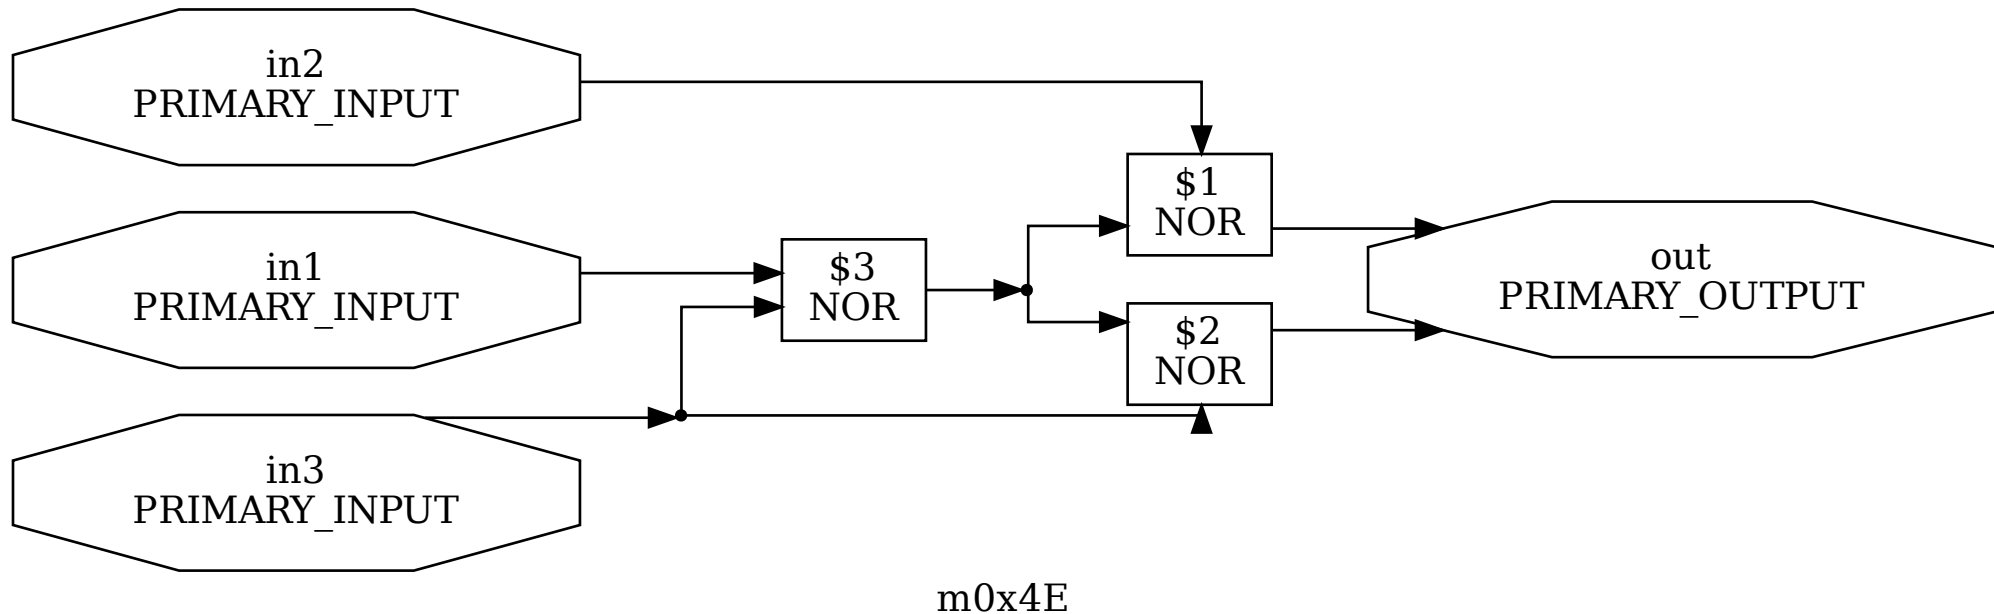 in2
PRIMARY_INPUT
$1
NOR
in1
PRIMARY_INPUT
$3
NOR
out
PRIMARY_OUTPUT
$2
NOR
in3
PRIMARY_INPUT
m0x4E